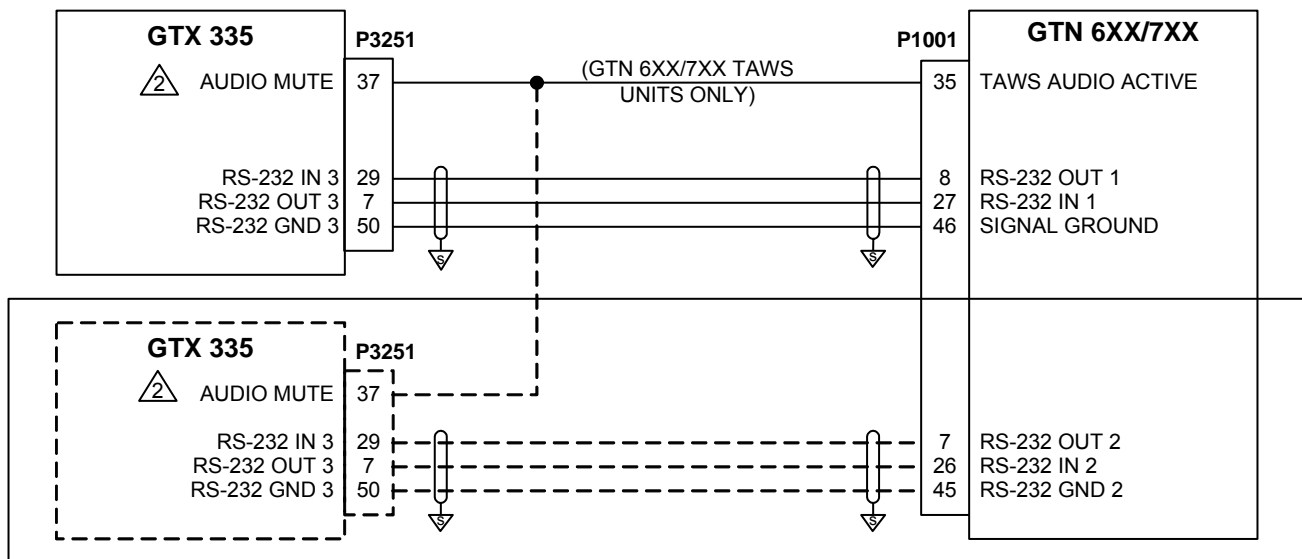 GTX 335
P3251
P1001
GTN 6XX/7XX
2
AUDIO MUTE
37
(GTN 6XX/7XX TAWS
UNITS ONLY)
35
TAWS AUDIO ACTIVE
RS-232 IN 3
29
8
RS-232 OUT 1
RS-232 OUT 3
7
27
RS-232 IN 1
RS-232 GND 3
50
46
SIGNAL GROUND
S
S
GTX 335
P3251
2
AUDIO MUTE
37
RS-232 IN 3
29
7
RS-232 OUT 2
RS-232 OUT 3
7
26
RS-232 IN 2
RS-232 GND 3
50
45
RS-232 GND 2
S
S